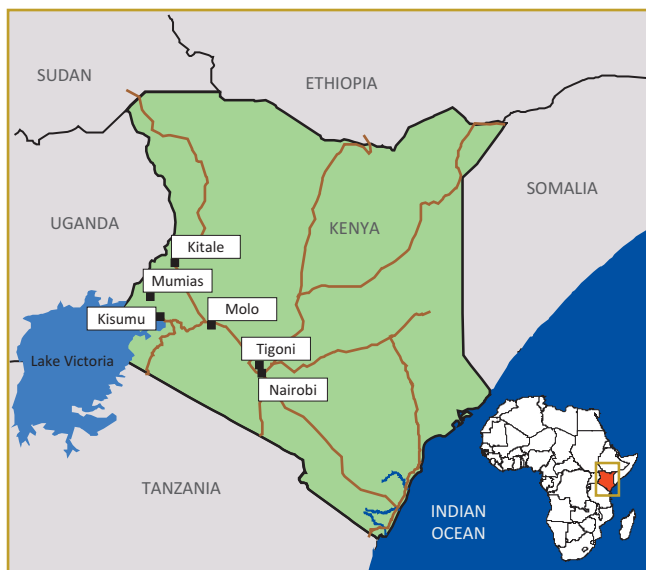 SUDAN
ETHIOPIA
SOMALIA
UGANDA
KENYA
Kitale
Mumias
Molo
Kisumu
Tigoni
Lake Victoria
Nairobi
TANZANIA
INDIAN
OCEAN